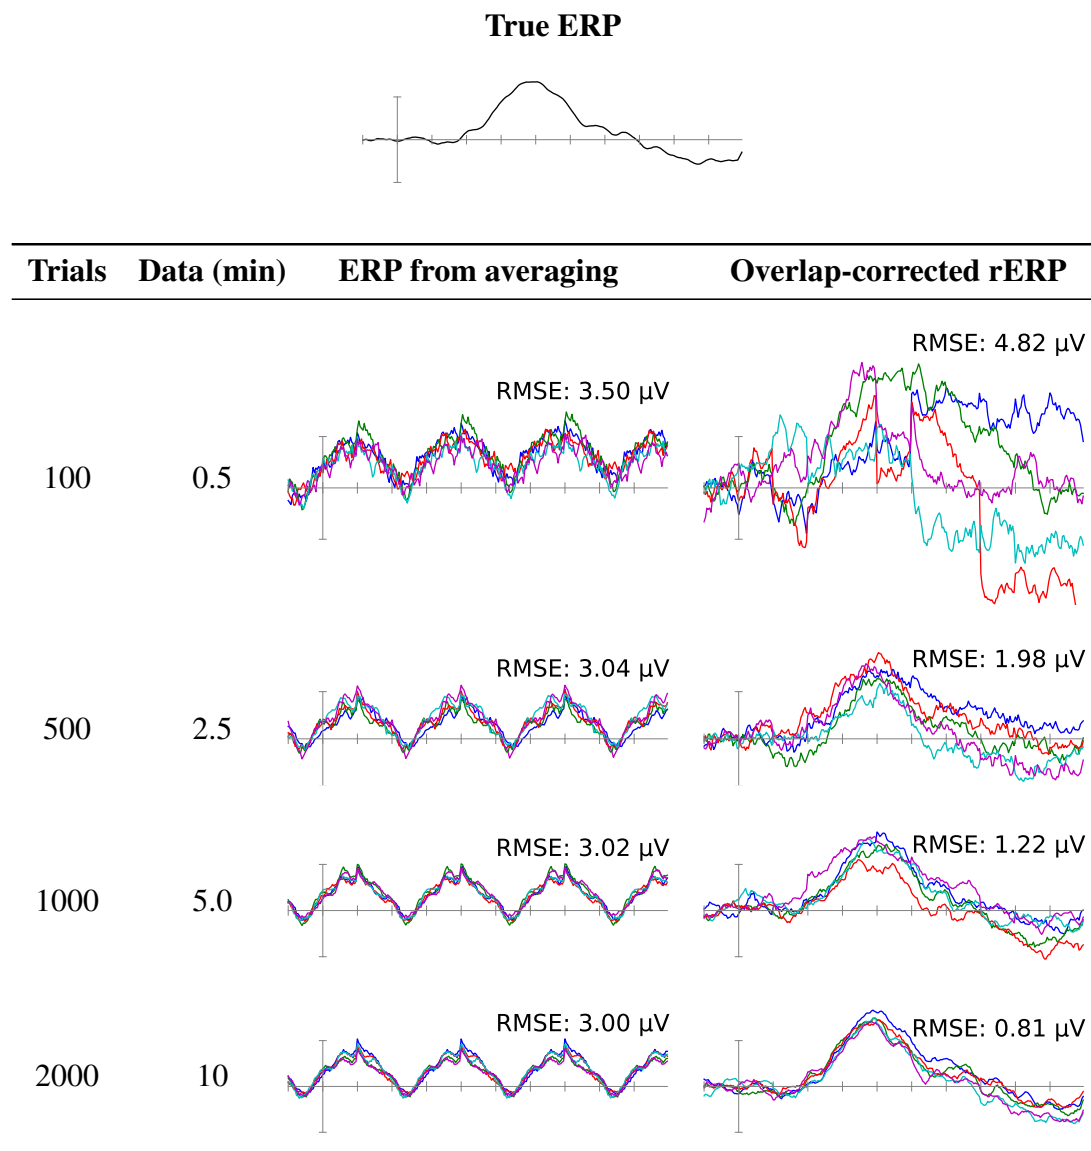 True ERP
Trials Data (min) ERP from averaging Overlap-corrected rERP
RMSE: 4.82 µV
RMSE: 3.50 µV
100 0.5
RMSE: 1.98 µV
RMSE: 3.04 µV
500 2.5
RMSE: 3.02 µV RMSE: 1.22 µV
1000 5.0
RMSE: 3.00 µV RMSE: 0.81 µV
2000 10